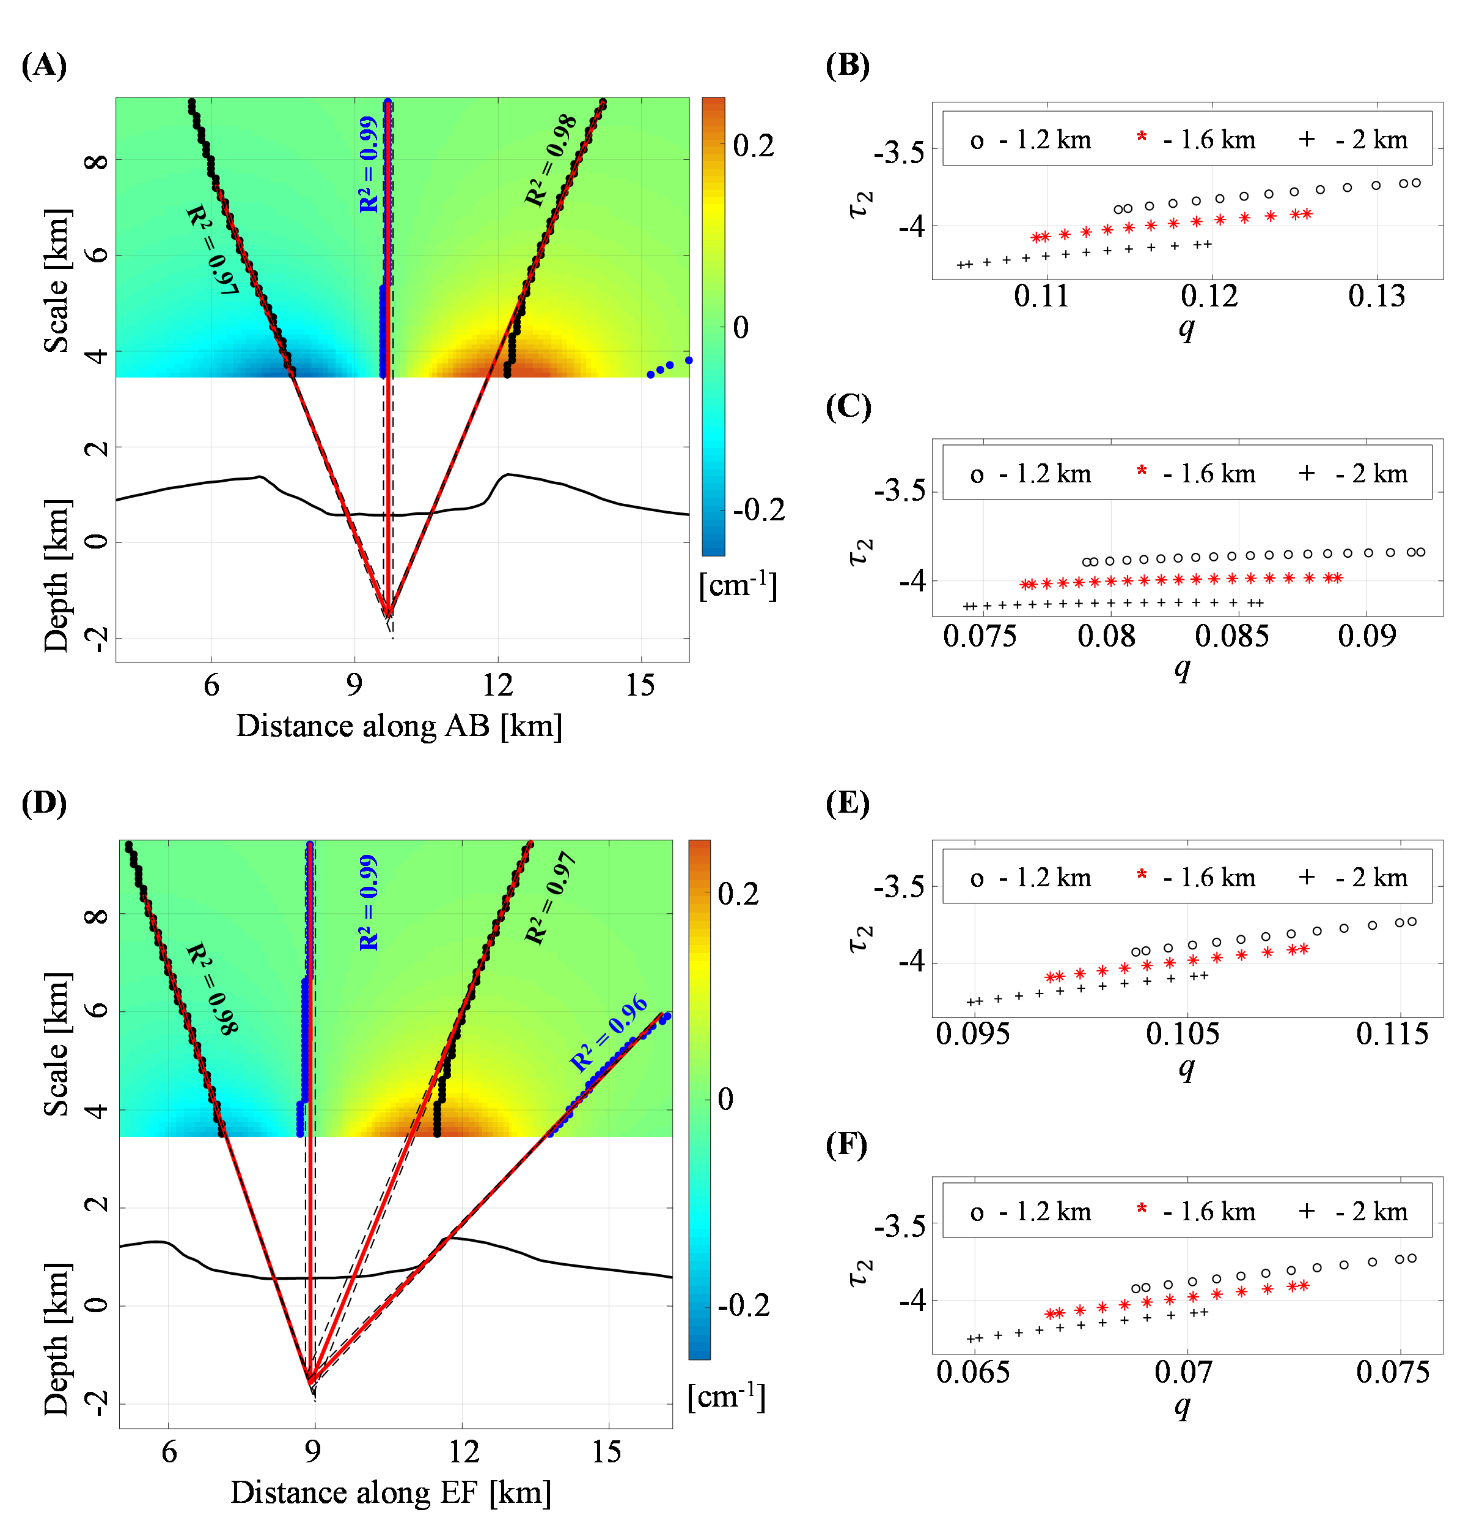 (A)
R² = 0.97
R² = 0.99
R² = 0.98
8
6
4
2
0
-2
Scale [km]
Depth [km]
6 9 12 15
Distance along AB [km]
0.2
0
-0.2
[cm⁻¹]
(B)
o - 1.2 km * - 1.6 km + - 2 km
-3.5
-4
τ₂
0.11 0.12 0.13
q
(C)
o - 1.2 km * - 1.6 km + - 2 km
-3.5
-4
τ₂
0.075 0.08 0.085 0.09
q
(D)
R² = 0.98
R² = 0.99
R² = 0.97
R² = 0.96
8
6
4
2
0
-2
Scale [km]
Depth [km]
6 9 12 15
Distance along EF [km]
0.2
0
-0.2
[cm⁻¹]
(E)
o - 1.2 km * - 1.6 km + - 2 km
-3.5
-4
τ₂
0.095 0.105 0.115
q
(F)
o - 1.2 km * - 1.6 km + - 2 km
-3.5
-4
τ₂
0.065 0.07 0.075
q